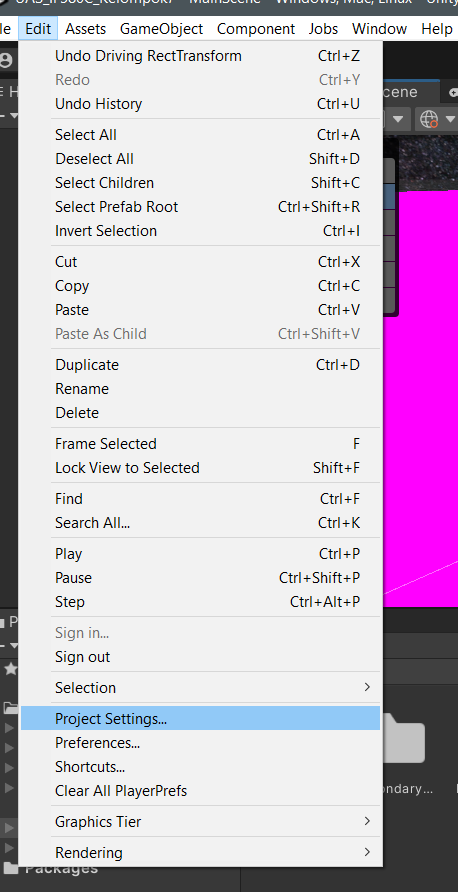 MainScene - Windows, Mac, Linux - Unity
Edit Assets GameObject Component Jobs Window Help
Undo Driving RectTransform Ctrl+Z
Redo Ctrl+Y
Undo History Ctrl+U
cene
Select All Ctrl+A
Deselect All Shift+D
Select Children Shift+C
Select Prefab Root Ctrl+Shift+R
Invert Selection Ctrl+I
Cut Ctrl+X
Copy Ctrl+C
Paste Ctrl+V
Paste As Child Ctrl+Shift+V
Duplicate Ctrl+D
Rename
Delete
Frame Selected F
Lock View to Selected Shift+F
Find Ctrl+F
Search All... Ctrl+K
Play Ctrl+P
Pause Ctrl+Shift+P
Step Ctrl+Alt+P
Sign in...
Sign out
Selection
Project Settings...
Preferences...
Shortcuts...
Clear All PlayerPrefs
ondary...
Graphics Tier
Rendering
Packages